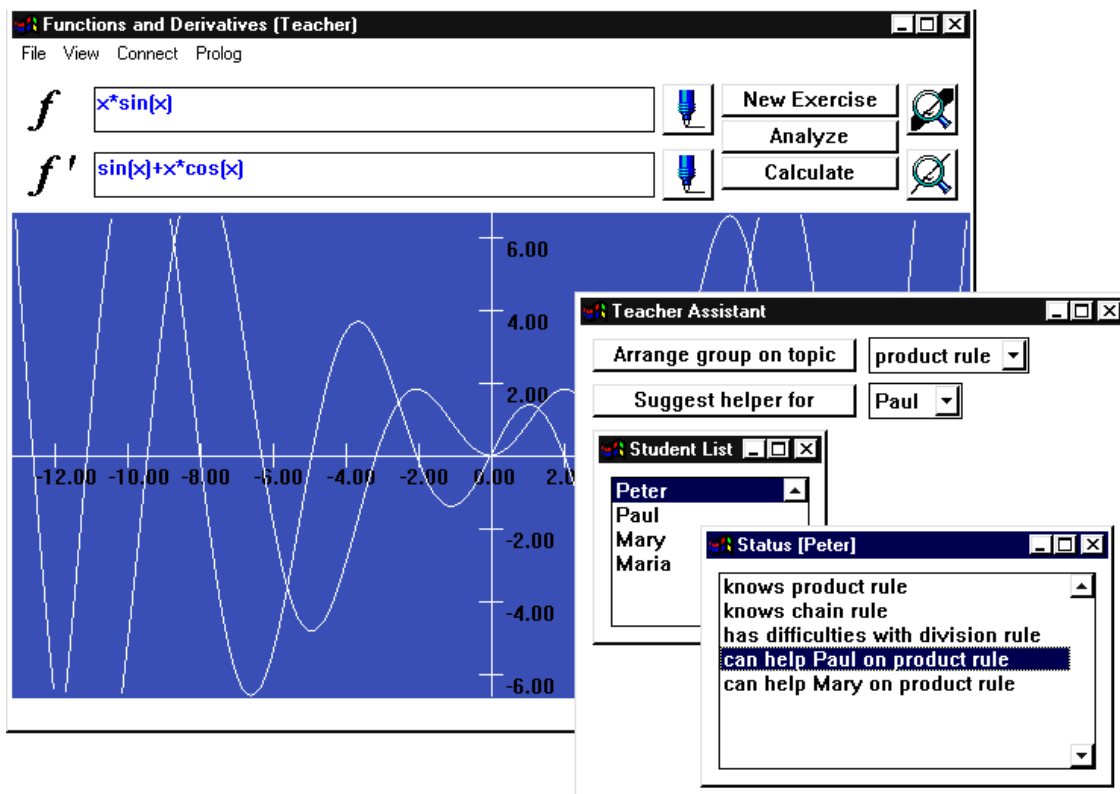 Functions and Derivatives (Teacher)
File View Connect Prolog
f
x*sin(x)
New Exercise
Analyze
f '
sin(x)+x*cos(x)
Calculate
6.00
4.00
2.00
-12.00 -10.00 -8.00 -6.00 -4.00 -2.00 0.00 2.0
-2.00
-4.00
-6.00
Teacher Assistant
Arrange group on topic
product rule
Suggest helper for
Paul
Student List
Peter
Paul
Mary
Maria
Status [Peter]
knows product rule
knows chain rule
has difficulties with division rule
can help Paul on product rule
can help Mary on product rule